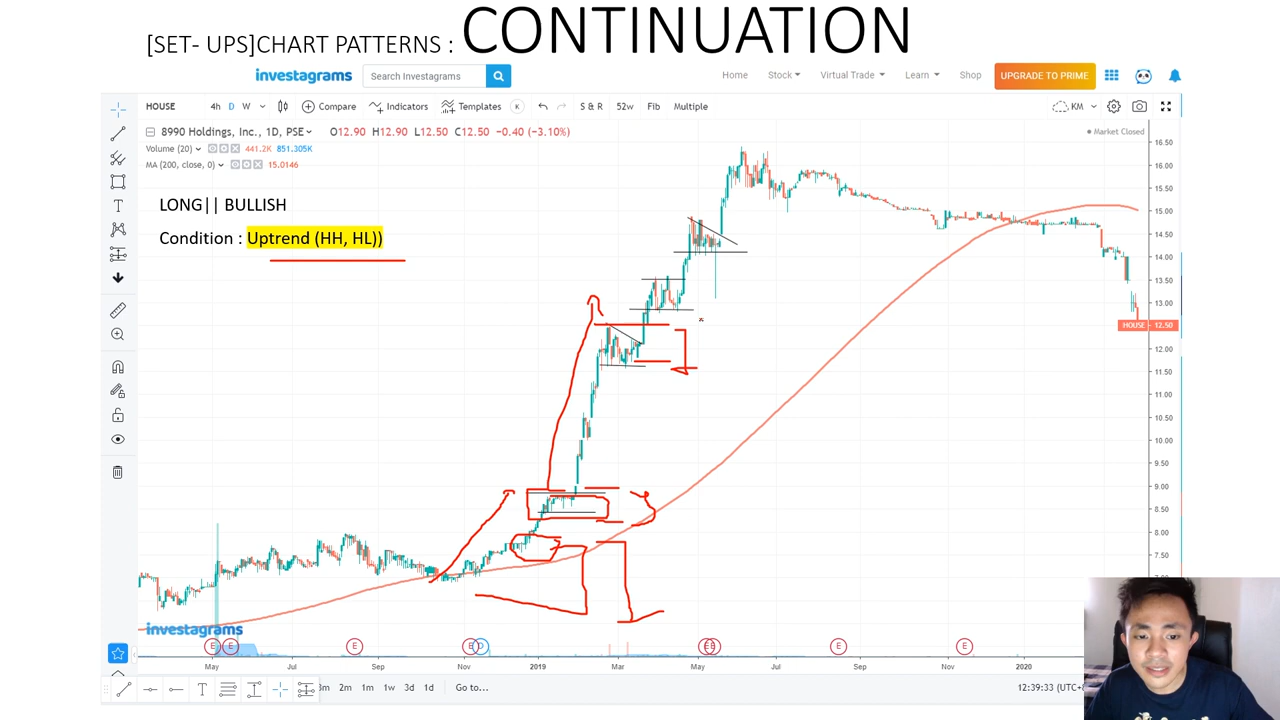 [SET- UPS]CHART PATTERNS : CONTINUATION
investagrams Search Investagrams Home Stock Virtual Trade Learn Shop UPGRADE TO PRIME
HOUSE 4h D W Compare Indicators Templates K S & R 52w Fib Multiple KM
8990 Holdings, Inc., 1D, PSE O12.90 H12.90 L12.50 C12.50 −0.40 (−3.10%) Market Closed
Volume (20) 441.2K 851.305K
MA (200, close, 0) 15.0146
LONG|| BULLISH
Condition : Uptrend (HH, HL))
16.50
16.00
15.50
15.00
14.50
14.00
13.50
13.00
HOUSE 12.50
12.00
11.50
11.00
10.50
10.00
9.50
9.00
8.50
8.00
7.50
investagrams
E E E E D E E E E
May Jul Sep Nov 2019 Mar May Jul Sep Nov 2020
3m 2m 1m 1w 3d 1d Go to... 12:39:33 (UTC+8